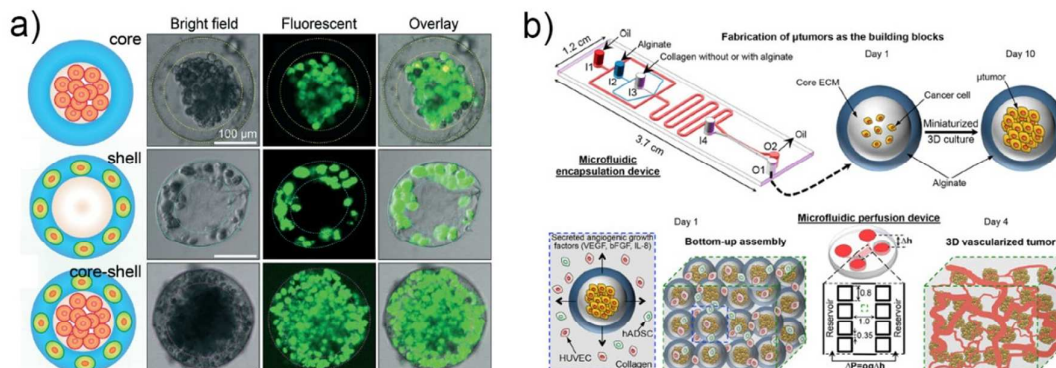 a)
Bright field
Fluorescent
Overlay
core
100 μm
shell
core-shell
b)
Fabrication of μtumors as the building blocks
1.2 cm
Oil
Alginate
Collagen without or with alginate
I1
I2
I3
I4
3.7 cm
Oil
O2
O1
Microfluidic
encapsulation device
Day 1
Day 10
Core ECM
Cancer cell
μtumor
Miniaturized
3D culture
Alginate
Secreted angiogenic growth
factors (VEGF, bFGF, IL-8)
HUVEC
hADSC
Collagen
Day 1
Bottom-up assembly
Microfluidic perfusion device
Δh
Reservoir
0.8
1.0
0.35
Reservoir
ΔP=ρgΔh
Day 4
3D vascularized tumor